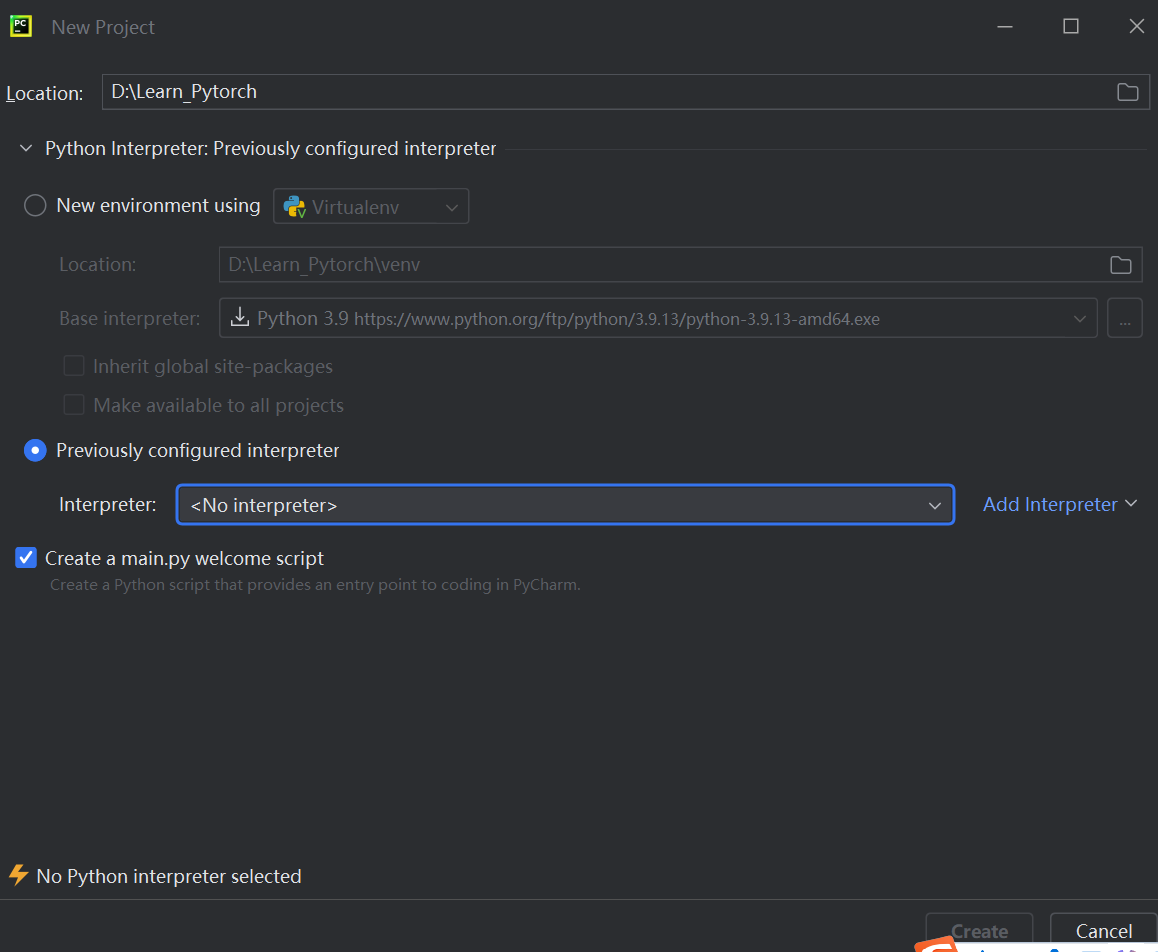 PC
New Project
Location: D:\Learn_Pytorch
Python Interpreter: Previously configured interpreter
New environment using Virtualenv
Location: D:\Learn_Pytorch\venv
Base interpreter: Python 3.9 https://www.python.org/ftp/python/3.9.13/python-3.9.13-amd64.exe ...
Inherit global site-packages
Make available to all projects
Previously configured interpreter
Interpreter: <No interpreter> Add Interpreter
Create a main.py welcome script
Create a Python script that provides an entry point to coding in PyCharm.
No Python interpreter selected
Create Cancel